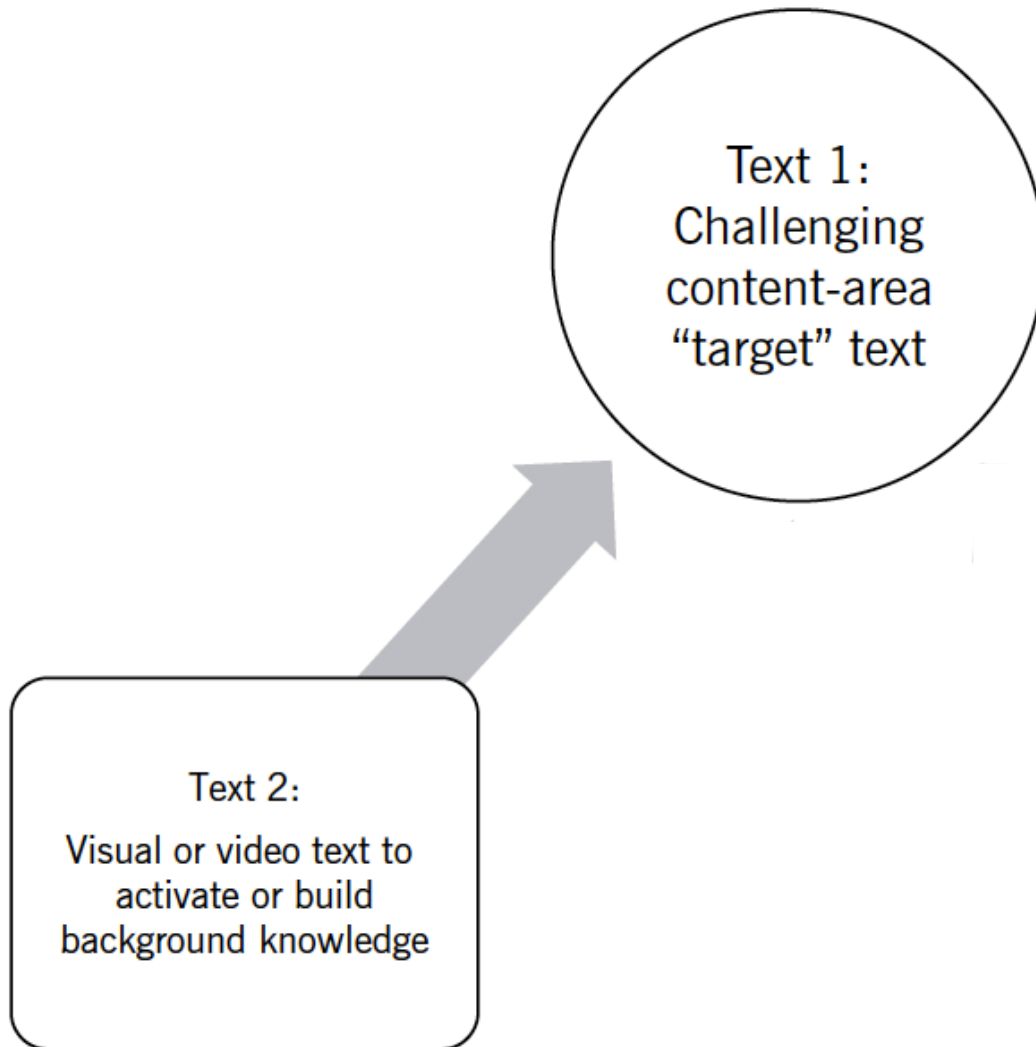 Text 1:
Challenging
content-area
“target” text
Text 2:
Visual or video text to
activate or build
background knowledge